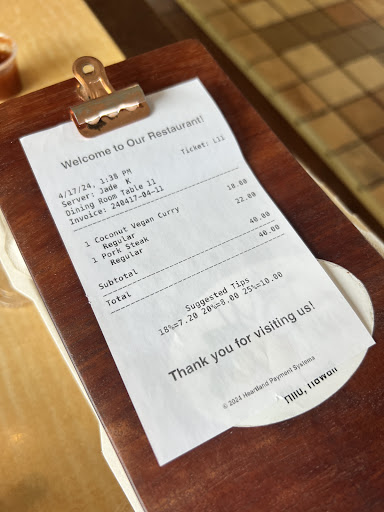 Welcome to Our Restaurant!
Ticket: 111
4/17/24, 1:38 PM
Server: Jade K
Dining Room Table 11
Invoice: 240417-04-11
1 Coconut Vegan Curry 18.00
Regular
1 Pork Steak 22.00
Regular
Subtotal 40.00
Total 40.00
Suggested Tips
18%=7.20 20%=8.00 25%=10.00
Thank you for visiting us!
© 2024 Heartland Payment Systems
Hawaii